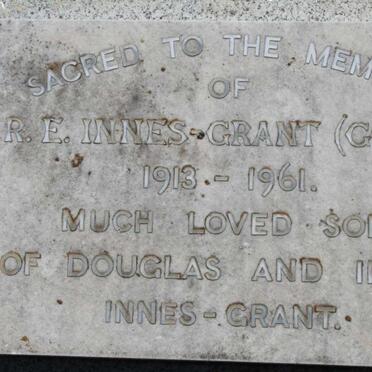 SACRED TO THE MEM
OF
R. E. INNES-GRANT (G
1913 - 1961.
MUCH LOVED SO
OF DOUGLAS AND I
INNES-GRANT.